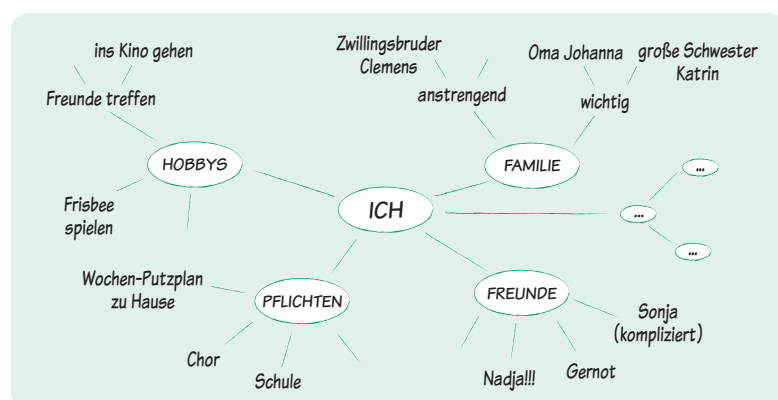 ins Kino gehen
Freunde treffen
HOBBYS
Frisbee
spielen
Zwillingsbruder
Clemens
anstrengend
Oma Johanna
große Schwester
Katrin
wichtig
FAMILIE
ICH
...
...
...
Wochen-Putzplan
zu Hause
PFLICHTEN
Chor
Schule
FREUNDE
Sonja
(kompliziert)
Gernot
Nadja!!!